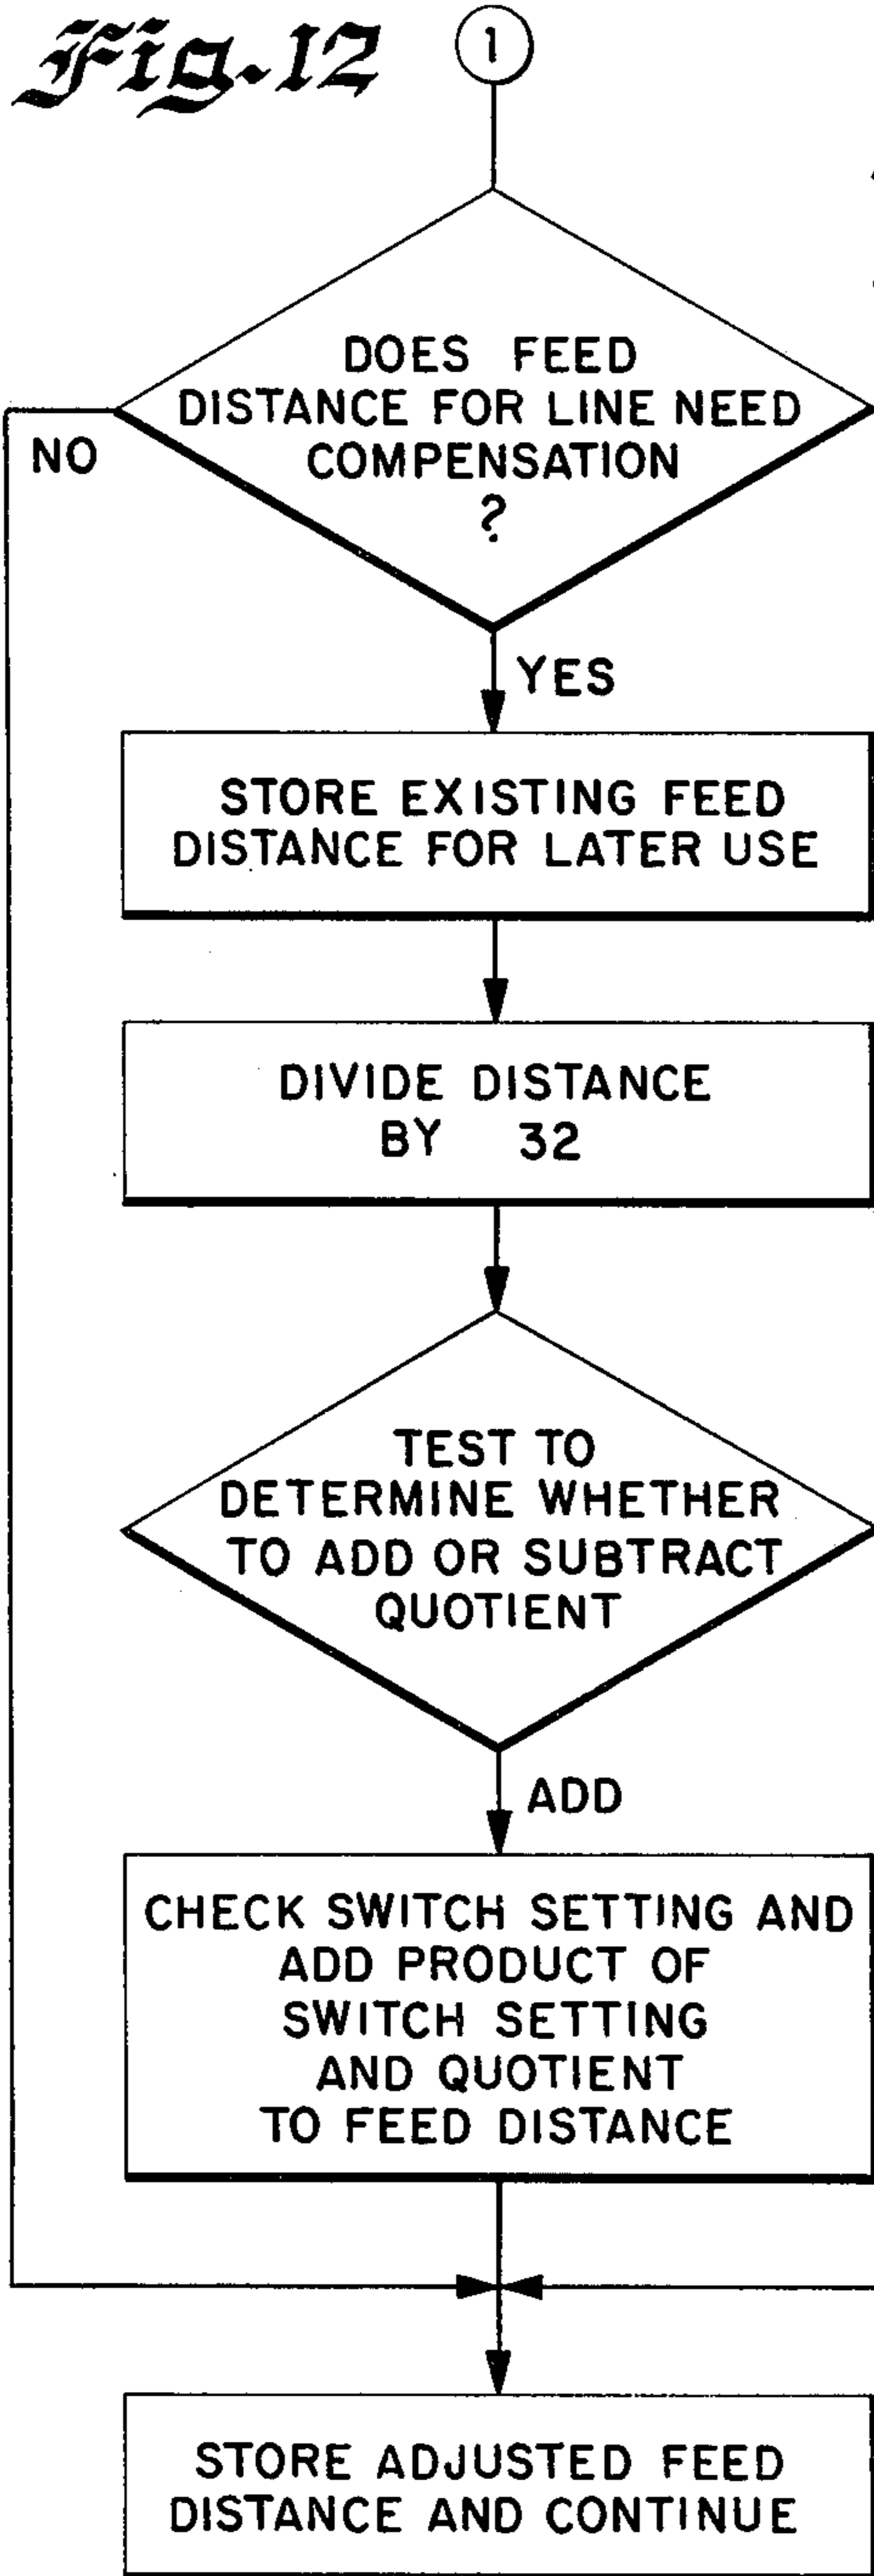 Fig. 12
1
DOES FEED
DISTANCE FOR LINE NEED
COMPENSATION
?
NO
YES
STORE EXISTING FEED
DISTANCE FOR LATER USE
DIVIDE DISTANCE
BY 32
TEST TO
DETERMINE WHETHER
TO ADD OR SUBTRACT
QUOTIENT
ADD
CHECK SWITCH SETTING AND
ADD PRODUCT OF
SWITCH SETTING
AND QUOTIENT
TO FEED DISTANCE
STORE ADJUSTED FEED
DISTANCE AND CONTINUE